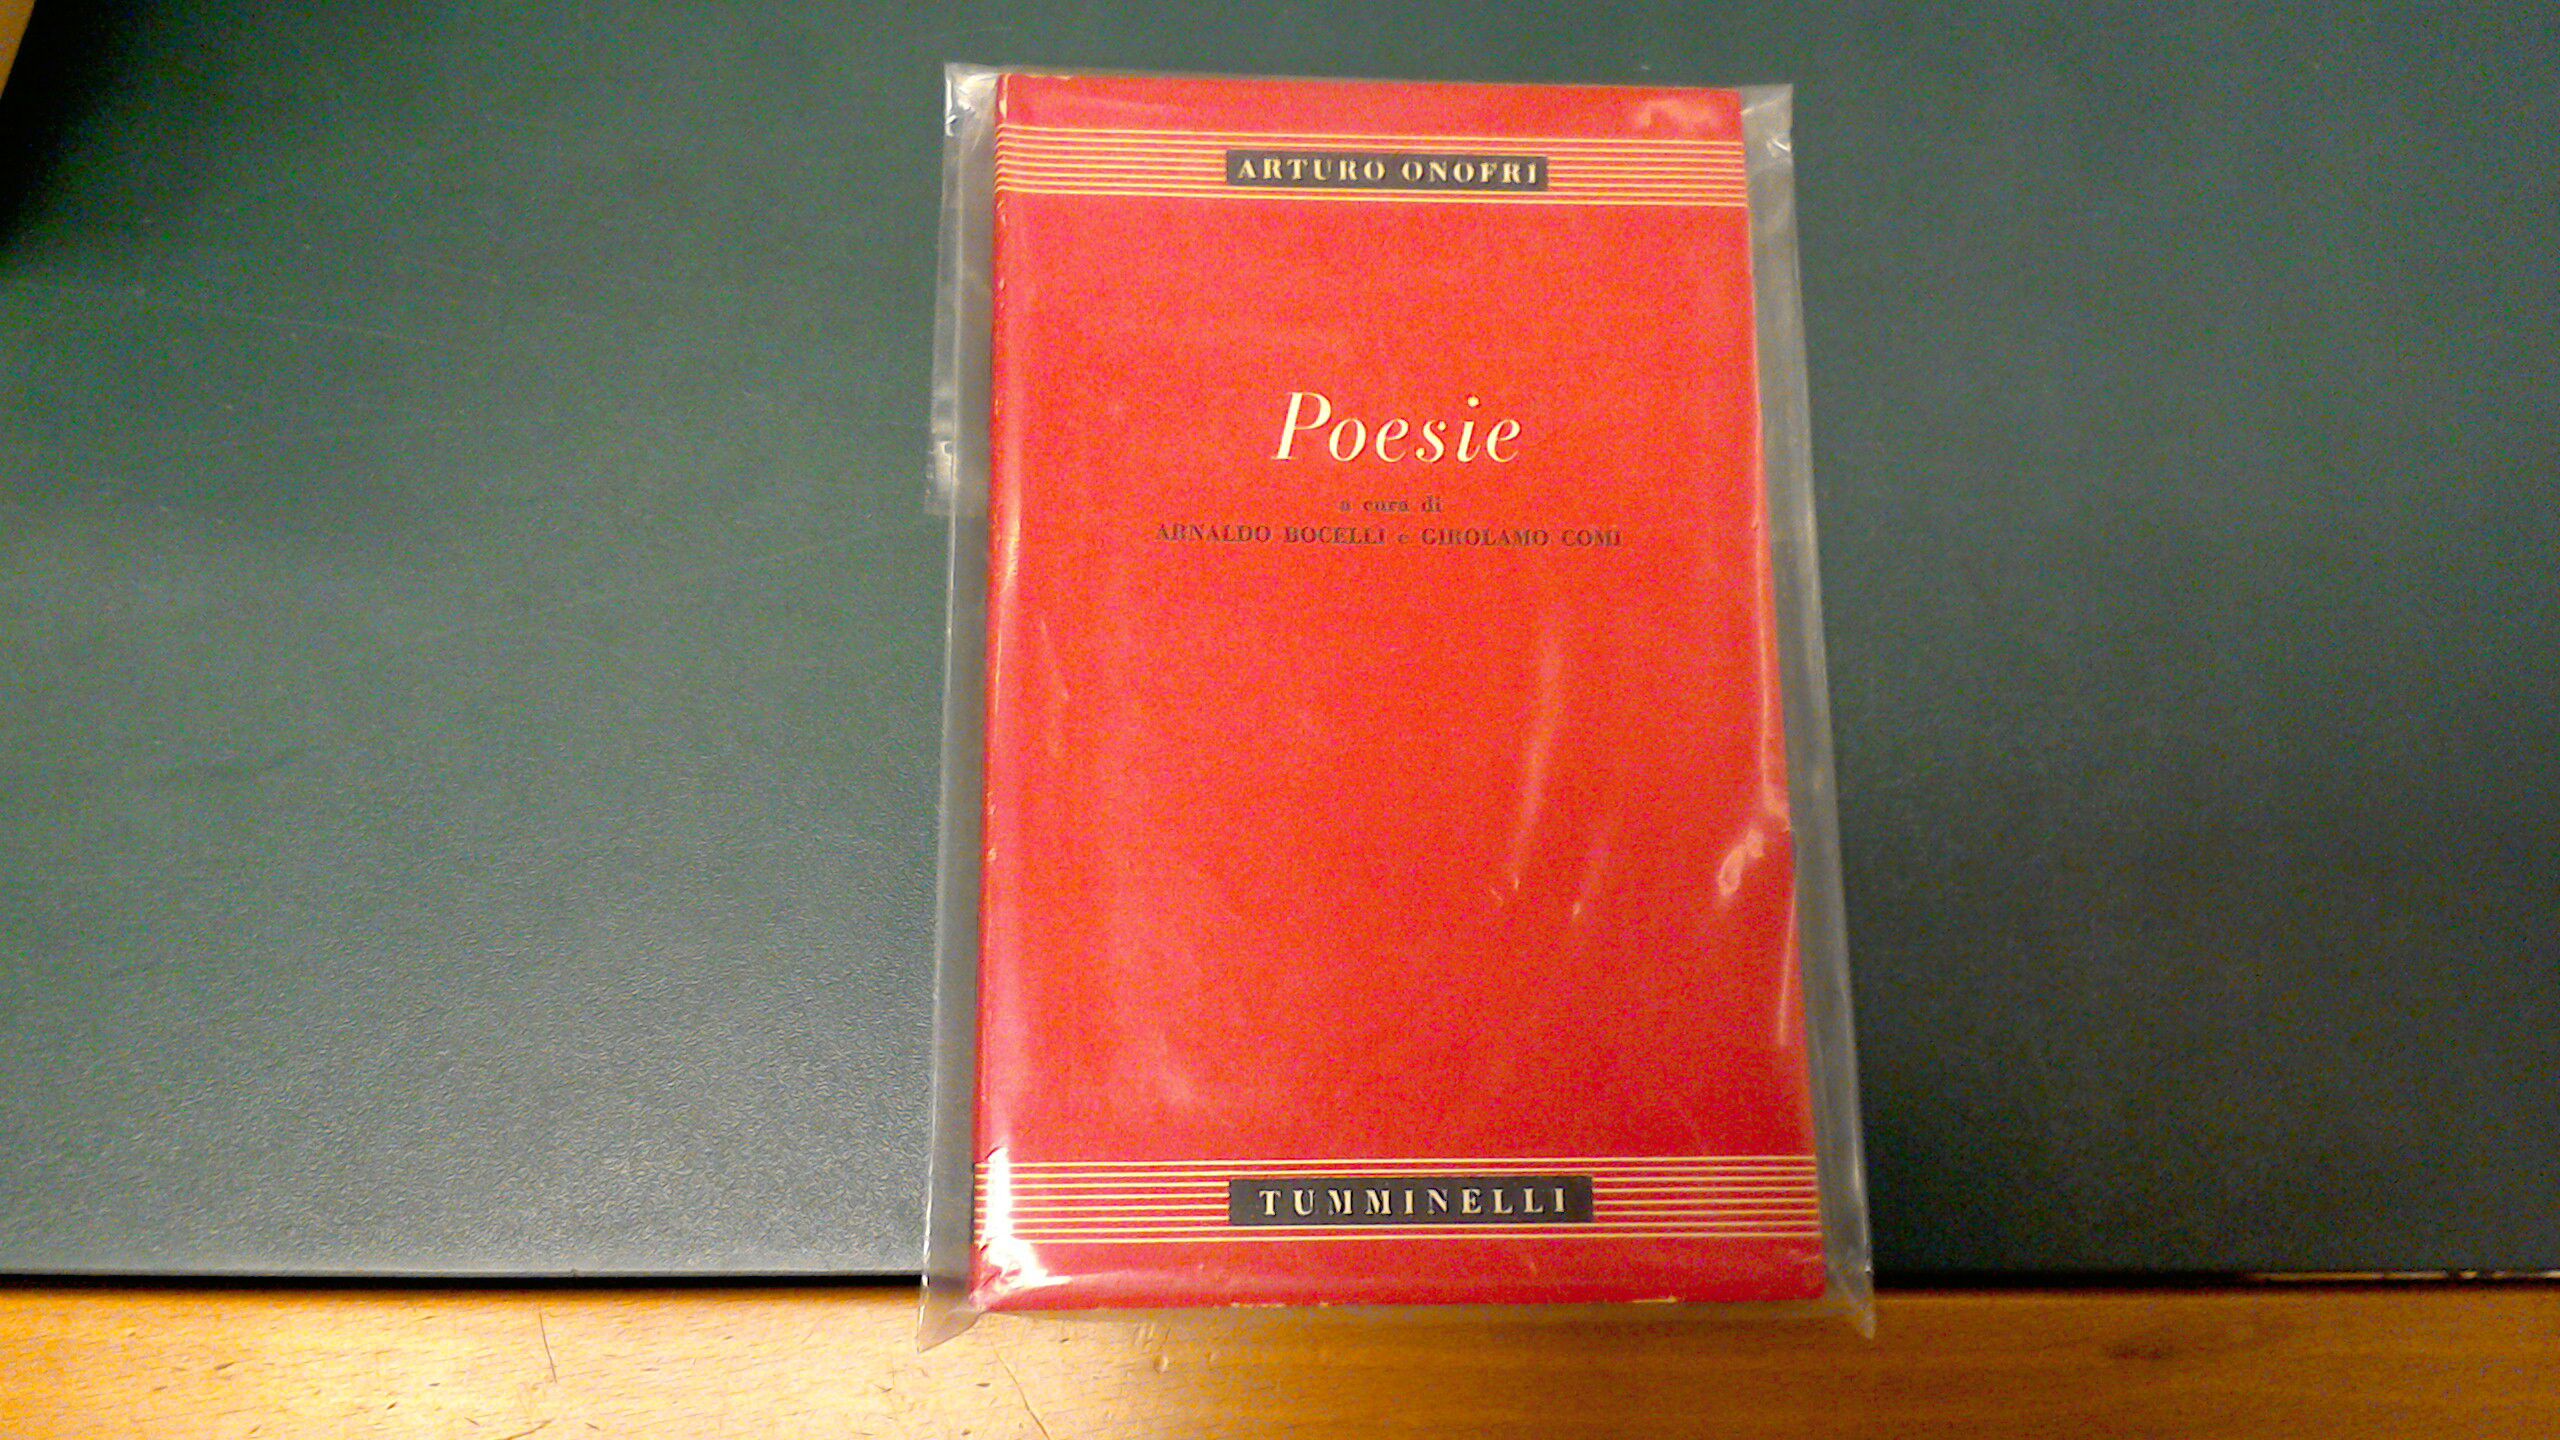 ARTURO ONOFRI
Poesie
a cura di
ARNALDO BOCELLI e GIROLAMO COMI
TUMMINELLI